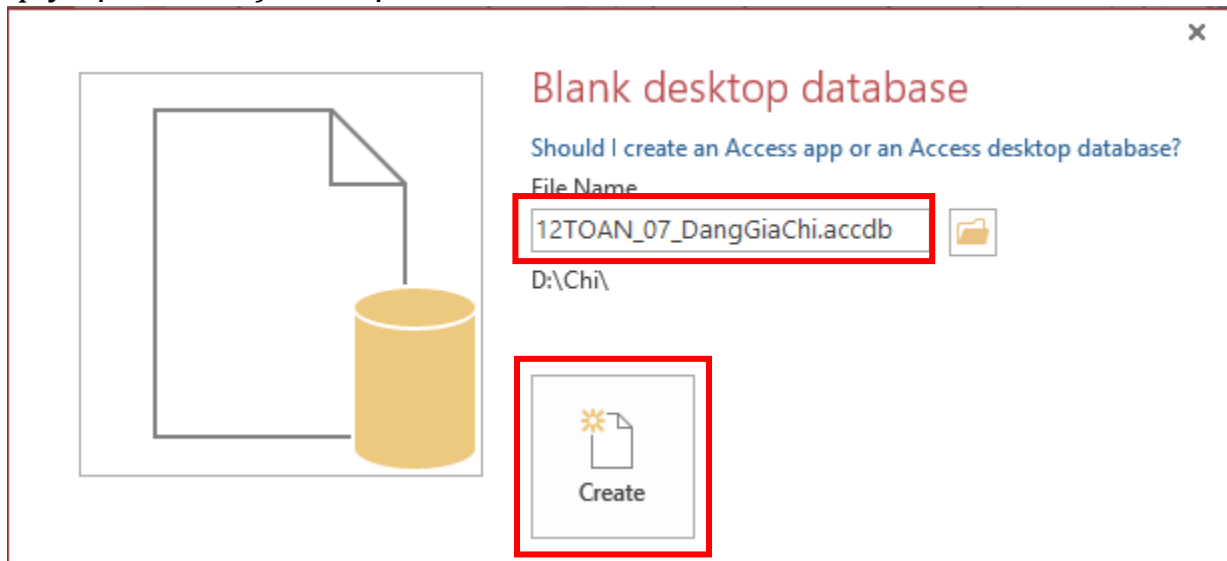 Blank desktop database
Should I create an Access app or an Access desktop database?
File Name
12TOAN_07_DangGiaChi.accdb
D:\Chi\
Create